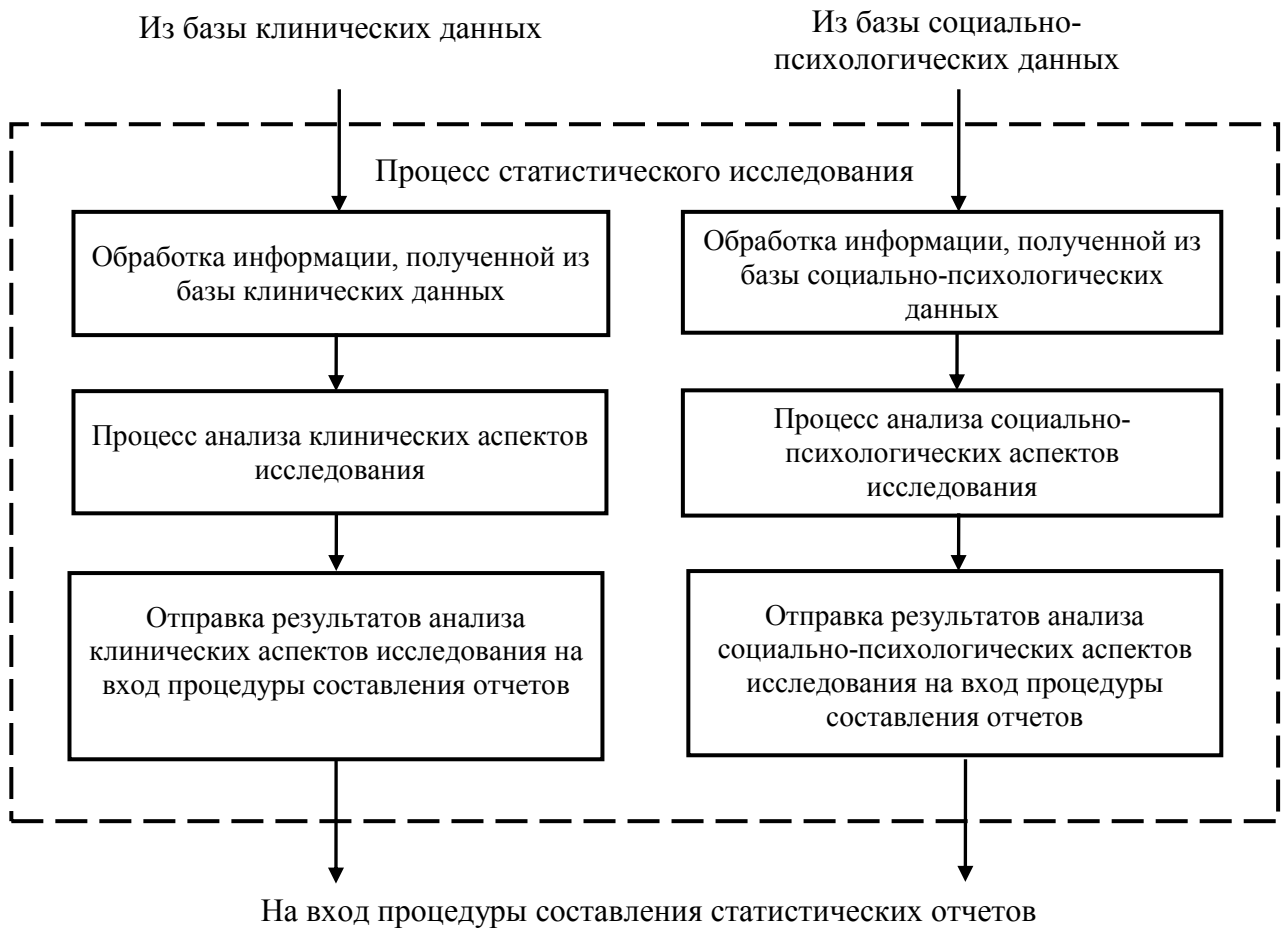 Из базы клинических данных
Из базы социально-
психологических данных
Процесс статистического исследования
Обработка информации, полученной из
базы клинических данных
Обработка информации, полученной из
базы социально-психологических
данных
Процесс анализа клинических аспектов
исследования
Процесс анализа социально-
психологических аспектов
исследования
Отправка результатов анализа
клинических аспектов исследования на
вход процедуры составления отчетов
Отправка результатов анализа
социально-психологических аспектов
исследования на вход процедуры
составления отчетов
На вход процедуры составления статистических отчетов